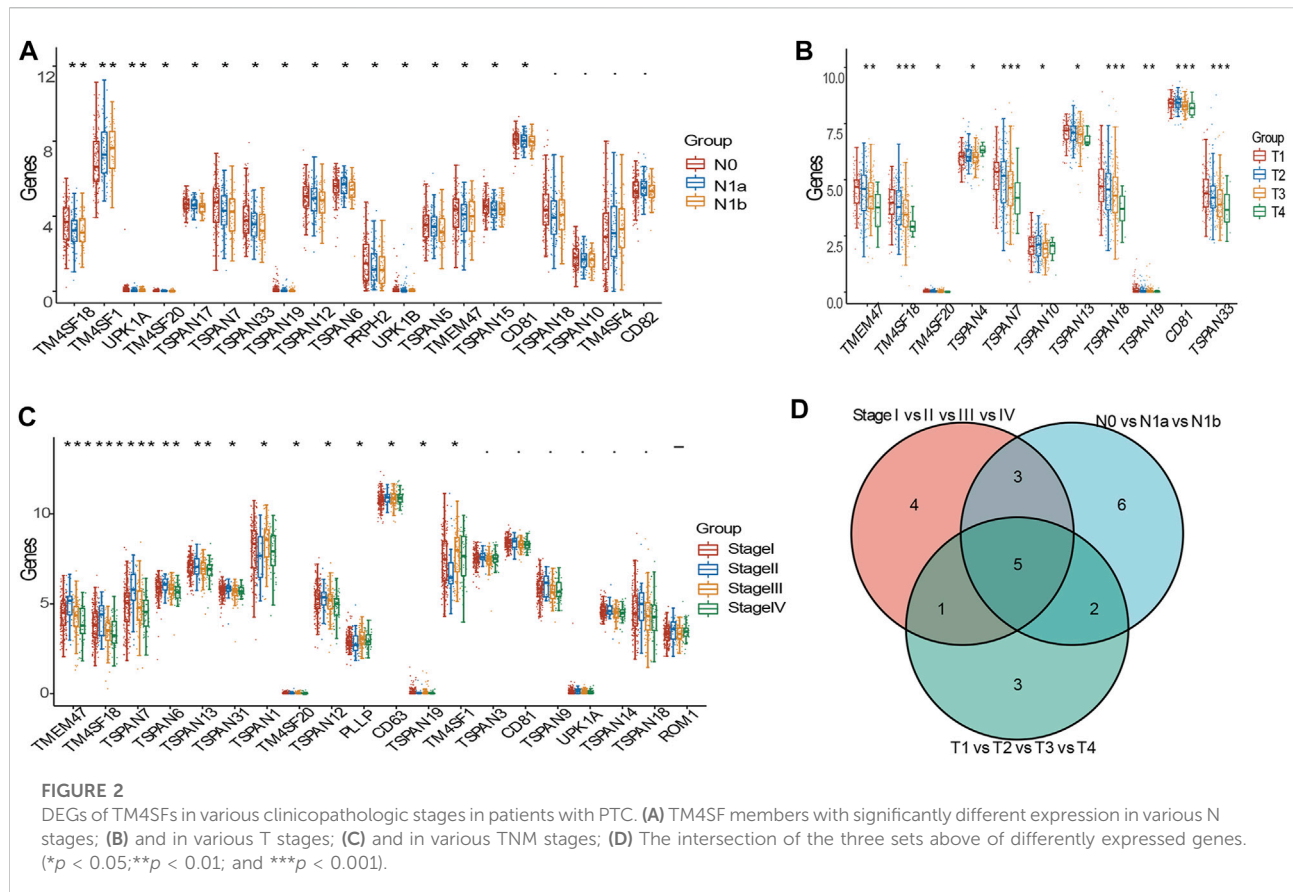 A
** ** ** * * * * * * * * * * * * * . . . .
12
8
4
0
Genes
Group
N0
N1a
N1b
TM4SF18 TM4SF1 UPK1A TM4SF20 TSPAN17 TSPAN7 TSPAN33 TSPAN19 TSPAN12 TSPAN6 PRPH2 UPK1B TSPAN5 TMEM47 TSPAN15 CD81 TSPAN18 TSPAN10 TM4SF4 CD82
B
** *** * * *** * * *** ** *** ***
10.0
7.5
5.0
2.5
0.0
Genes
Group
T1
T2
T3
T4
TMEM47 TM4SF18 TM4SF20 TSPAN4 TSPAN7 TSPAN10 TSPAN13 TSPAN18 TSPAN19 CD81 TSPAN33
C
*** *** *** ** ** * * * * * * * * . . . . . . –
10
5
0
Genes
Group
StageI
StageII
StageIII
StageIV
TMEM47 TM4SF18 TSPAN7 TSPAN6 TSPAN13 TSPAN31 TSPAN1 TM4SF20 TSPAN12 PLLP CD63 TSPAN19 TM4SF1 TSPAN3 CD81 TSPAN9 UPK1A TSPAN14 TSPAN18 ROM1
D
Stage I vs II vs III vs IV
N0 vs N1a vs N1b
3
4
6
5
1
2
3
T1 vs T2 vs T3 vs T4
FIGURE 2
DEGs of TM4SFs in various clinicopathologic stages in patients with PTC. (A) TM4SF members with significantly different expression in various N
stages; (B) and in various T stages; (C) and in various TNM stages; (D) The intersection of the three sets above of differently expressed genes.
(*p < 0.05;**p < 0.01; and ***p < 0.001).